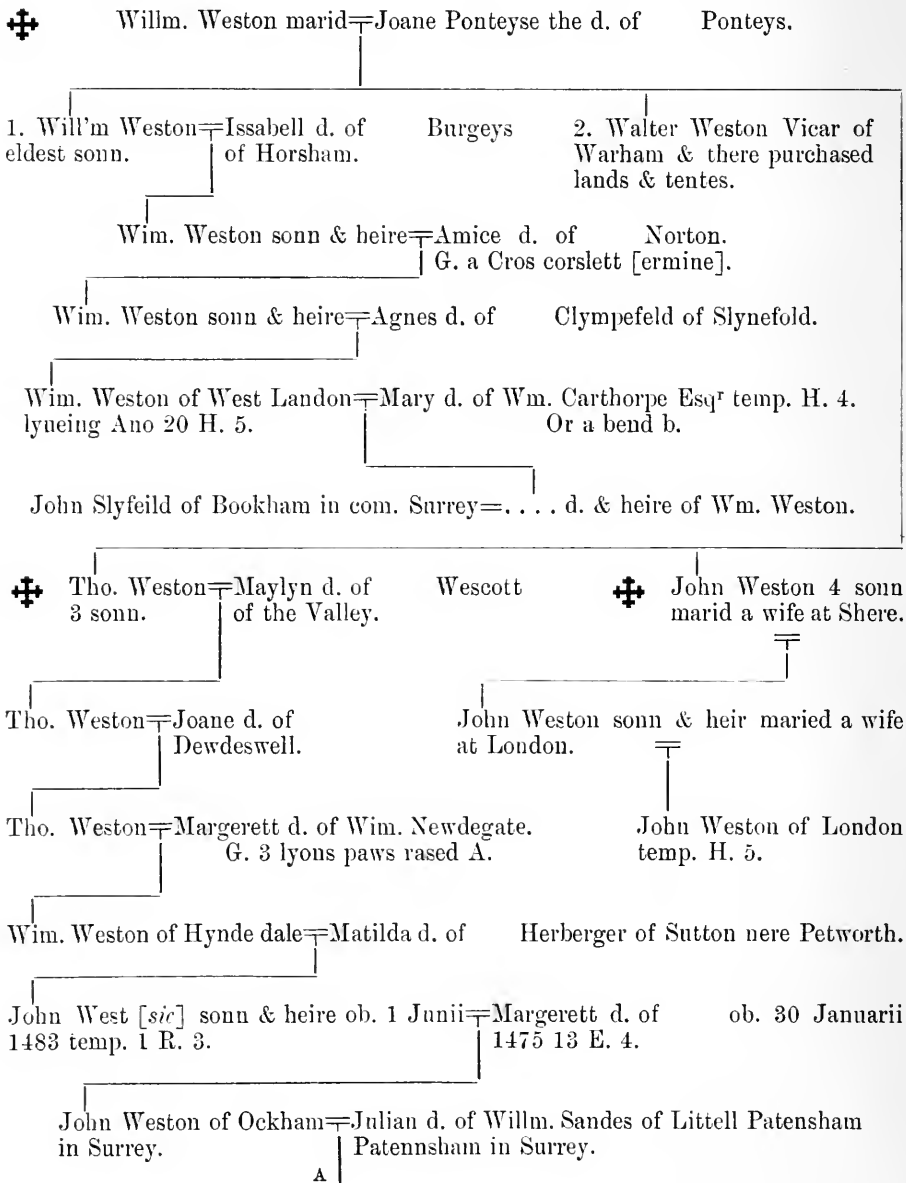 Willm. Weston marid=Joane Ponteyse the d. of Ponteys.
1. Will'm Weston=Issabell d. of Burgeys 2. Walter Weston Vicar of
eldest sonn. of Horsham. Warham & there purchased
lands & tentes.
Wim. Weston sonn & heire=Amice d. of Norton.
G. a Cros corslett [ermine].
Wim. Weston sonn & heire=Agnes d. of Clympefeld of Slynefold.
Wim. Weston of West Landon=Mary d. of Wm. Carthorpe Esqr temp. H. 4.
lyueing Ano 20 H. 5. Or a bend b.
John Slyfeild of Bookham in com. Surrey=. . . . d. & heire of Wm. Weston.
Tho. Weston=Maylyn d. of Wescott John Weston 4 sonn
3 sonn. of the Valley. marid a wife at Shere.
Tho. Weston=Joane d. of John Weston sonn & heir maried a wife
Dewdeswell. at London.
Tho. Weston=Margerett d. of Wim. Newdegate. John Weston of London
G. 3 lyons paws rased A. temp. H. 5.
Wim. Weston of Hynde dale=Matilda d. of Herberger of Sutton nere Petworth.
John West [sic] sonn & heire ob. 1 Junii=Margerett d. of ob. 30 Januarii
1483 temp. 1 R. 3. 1475 13 E. 4.
John Weston of Ockham=Julian d. of Willm. Sandes of Littell Patensham
in Surrey. Patennsham in Surrey.
A